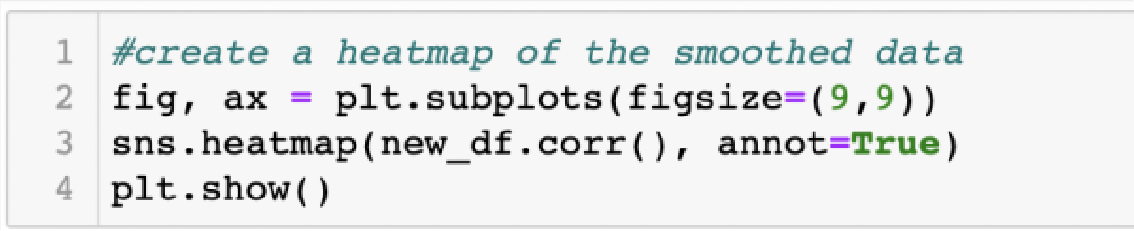 1 #create a heatmap of the smoothed data
2 fig, ax = plt.subplots(figsize=(9,9))
3 sns.heatmap(new_df.corr(), annot=True)
4 plt.show()